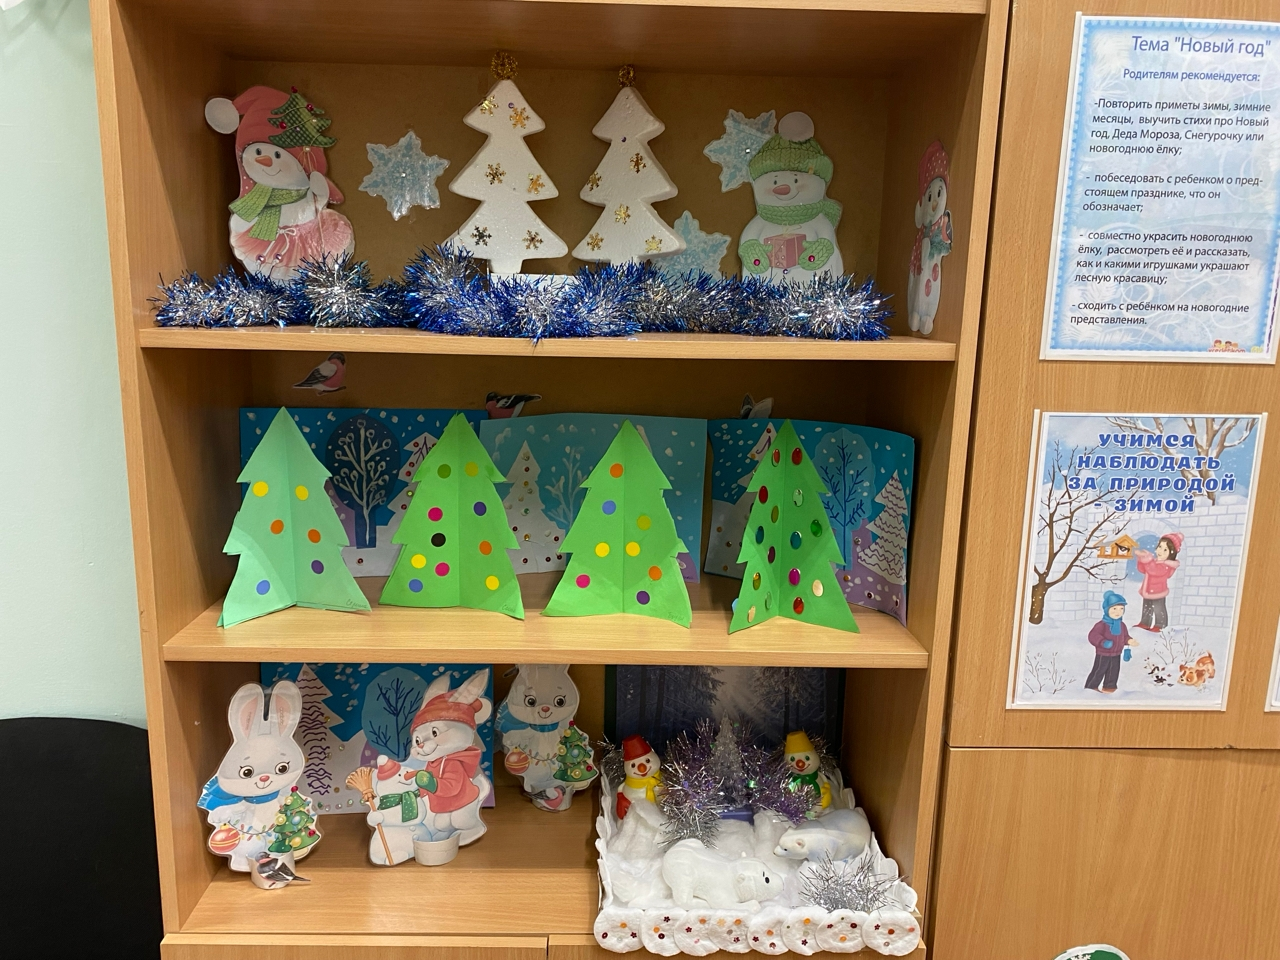 Тема "Новый год"
Родителям рекомендуется:
-Повторить приметы зимы, зимние
месяцы, выучить стихи про Новый
год, Деда Мороза, Снегурочку или
новогоднюю ёлку;
- побеседовать с ребенком о пред-
стоящем празднике, что он
обозначает;
- совместно украсить новогоднюю
ёлку, рассмотреть её и рассказать,
как и какими игрушками украшают
лесную красавицу;
- сходить с ребёнком на новогодние
представления.
УЧИМСЯ
НАБЛЮДАТЬ
ЗА ПРИРОДОЙ
- ЗИМОЙ